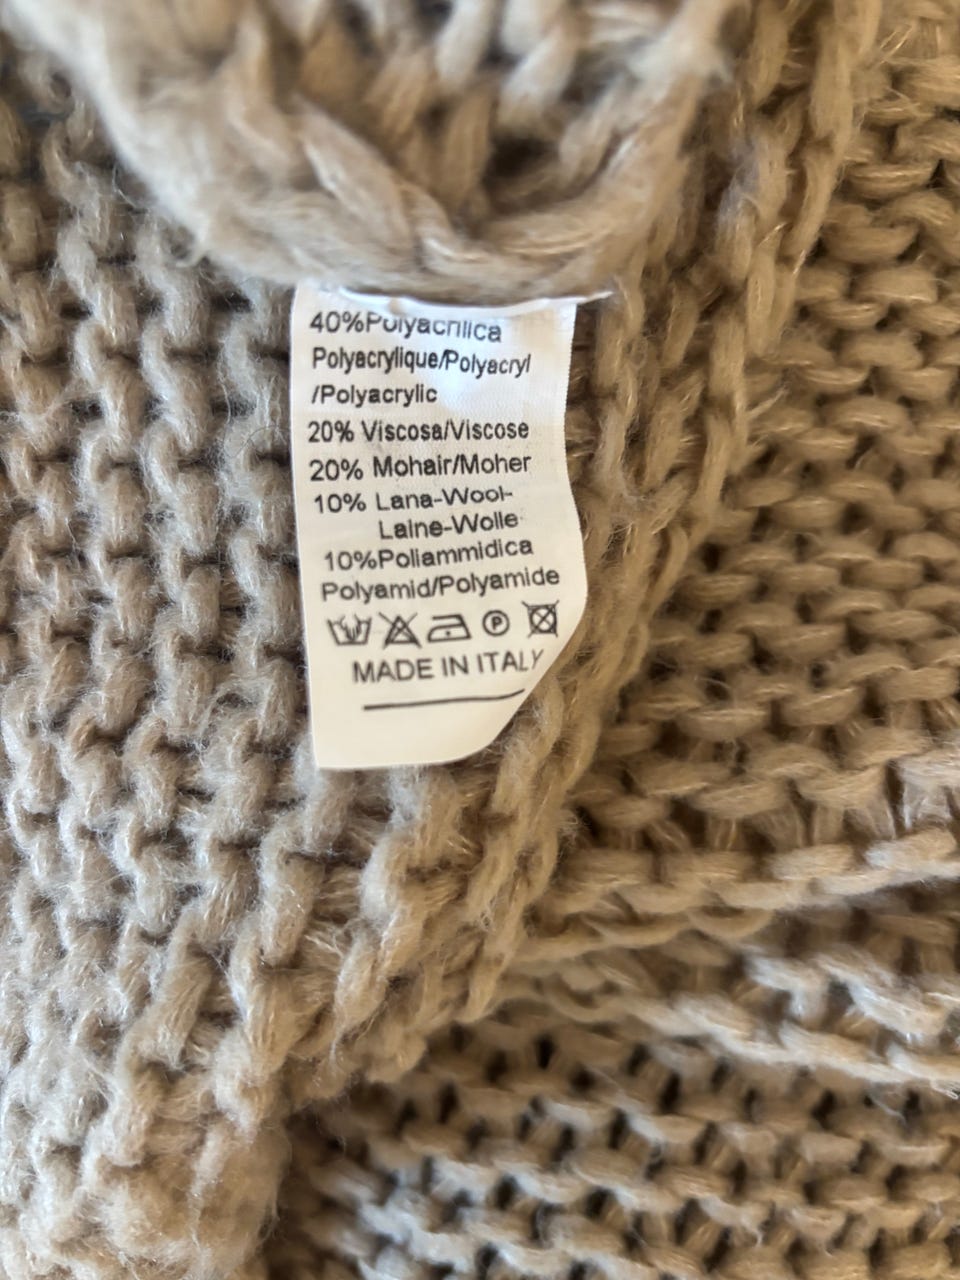 40%Polyacrilica
Polyacrylique/Polyacryl
/Polyacrylic
20% Viscosa/Viscose
20% Mohair/Moher
10% Lana-Wool-
Laine-Wolle
10%Poliammidica
Polyamid/Polyamide
P
MADE IN ITALY